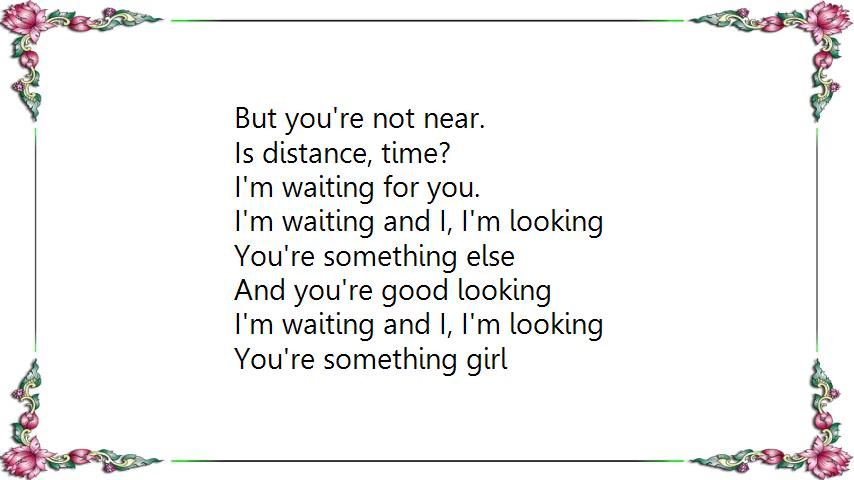 But you're not near.
Is distance, time?
I'm waiting for you.
I'm waiting and I, I'm looking
You're something else
And you're good looking
I'm waiting and I, I'm looking
You're something girl